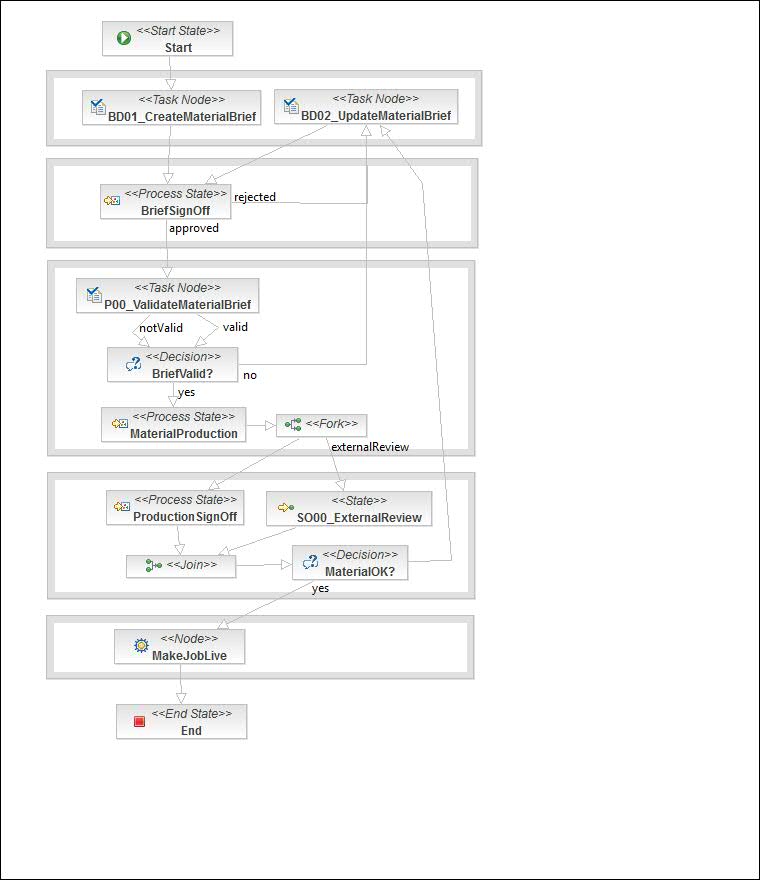 <<Start State>>
Start
<<Task Node>>
BD01_CreateMaterialBrief
<<Task Node>>
BD02_UpdateMaterialBrief
<<Process State>>
BriefSignOff
rejected
approved
<<Task Node>>
P00_ValidateMaterialBrief
notValid
valid
<<Decision>>
BriefValid?
no
yes
<<Process State>>
MaterialProduction
<<Fork>>
externalReview
<<Process State>>
ProductionSignOff
<<State>>
SO00_ExternalReview
<<Join>>
<<Decision>>
MaterialOK?
yes
<<Node>>
MakeJobLive
<<End State>>
End